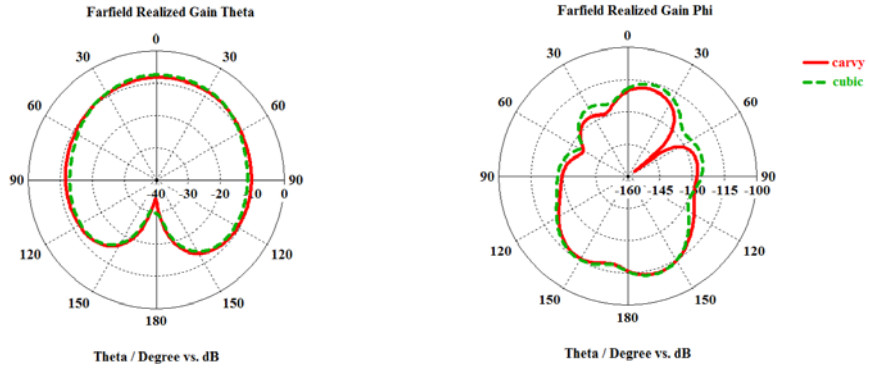 Farfield Realized Gain Theta
0
30 30
60 60
90 -40 -30 -20 -10 0 90
120 120
150 150
180
Theta / Degree vs. dB
Farfield Realized Gain Phi
0
30 30
60 60
90 -160 -145 -130 -115 -100 90
120 120
150 150
180
Theta / Degree vs. dB
carvy
cubic